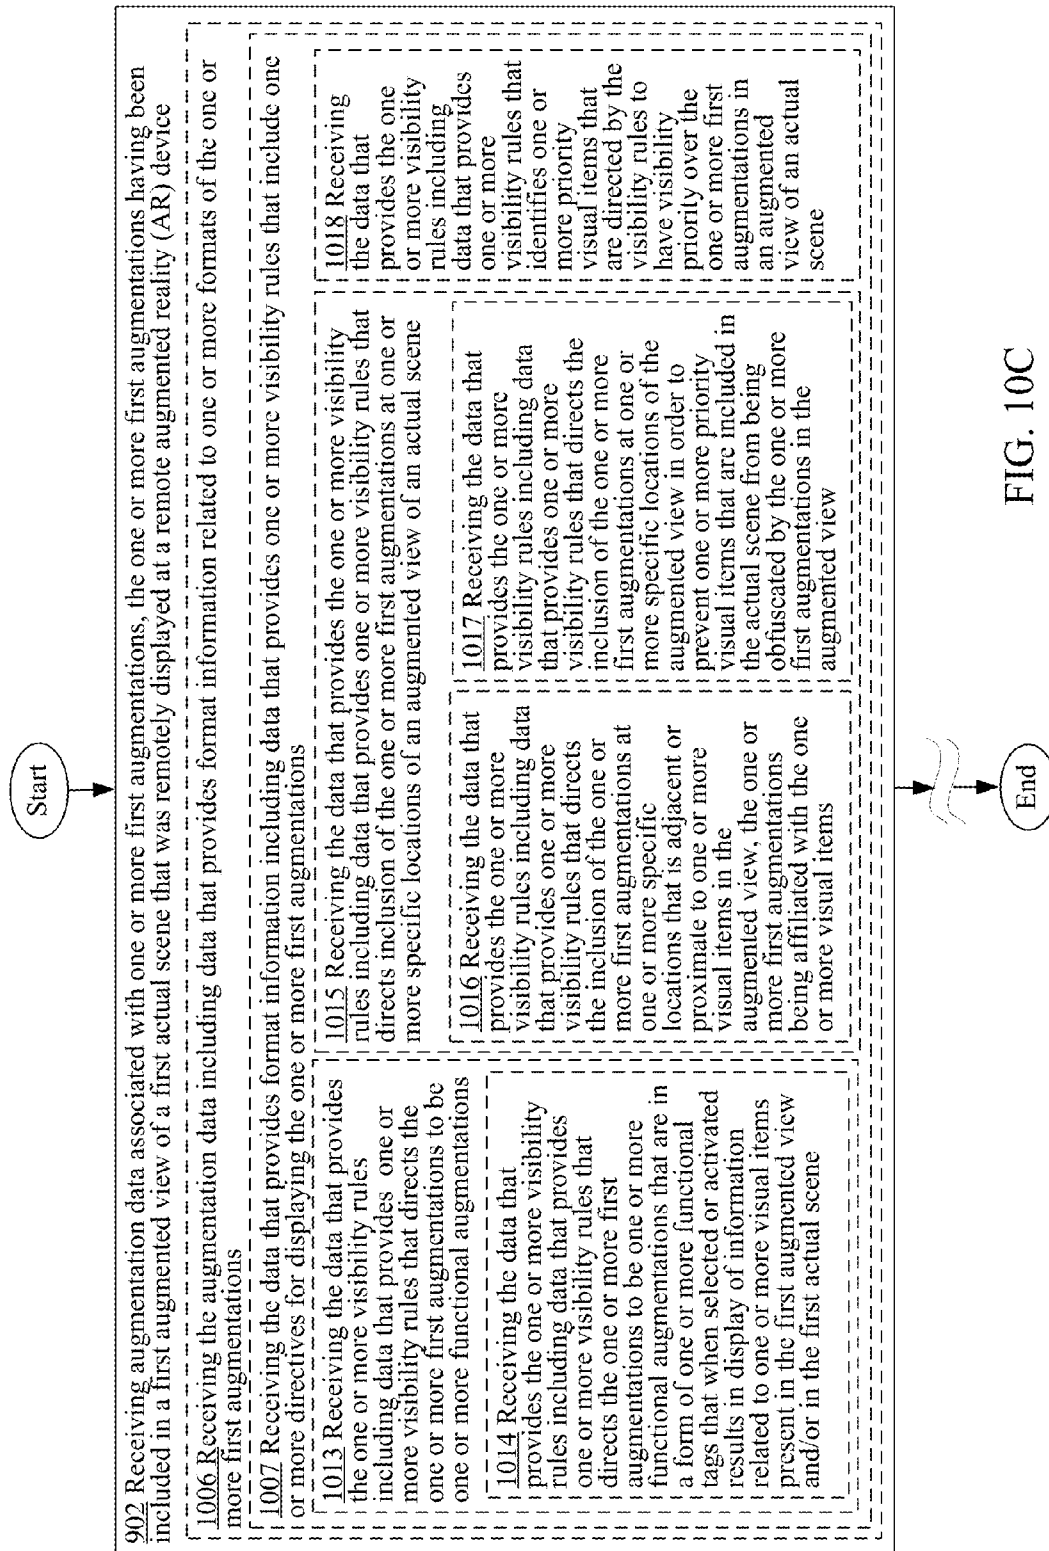 Start
902 Receiving augmentation data associated with one or more first augmentations, the one or more first augmentations having been
included in a first augmented view of a first actual scene that was remotely displayed at a remote augmented reality (AR) device
1006 Receiving the augmentation data including data that provides format information related to one or more formats of the one or
more first augmentations
1007 Receiving the data that provides format information including data that provides one or more visibility rules that include one
or more directives for displaying the one or more first augmentations
1013 Receiving the data that provides
the one or more visibility rules
including data that provides one or
more visibility rules that directs the
one or more first augmentations to be
one or more functional augmentations
1014 Receiving the data that
provides the one or more visibility
rules including data that provides
one or more visibility rules that
directs the one or more first
augmentations to be one or more
functional augmentations that are in
a form of one or more functional
tags that when selected or activated
results in display of information
related to one or more visual items
present in the first augmented view
and/or in the first actual scene
1015 Receiving the data that provides the one or more visibility
rules including data that provides one or more visibility rules that
directs inclusion of the one or more first augmentations at one or
more specific locations of an augmented view of an actual scene
1016 Receiving the data that
provides the one or more
visibility rules including data
that provides one or more
visibility rules that directs
the inclusion of the one or
more first augmentations at
one or more specific
locations that is adjacent or
proximate to one or more
visual items in the
augmented view, the one or
more first augmentations
being affiliated with the one
or more visual items
1017 Receiving the data that
provides the one or more
visibility rules including data
that provides one or more
visibility rules that directs the
inclusion of the one or more
first augmentations at one or
more specific locations of the
augmented view in order to
prevent one or more priority
visual items that are included in
the actual scene from being
obfuscated by the one or more
first augmentations in the
augmented view
1018 Receiving
the data that
provides the one
or more visibility
rules including
data that provides
one or more
visibility rules that
identifies one or
more priority
visual items that
are directed by the
visibility rules to
have visibility
priority over the
one or more first
augmentations in
an augmented
view of an actual
scene
End
FIG. 10C